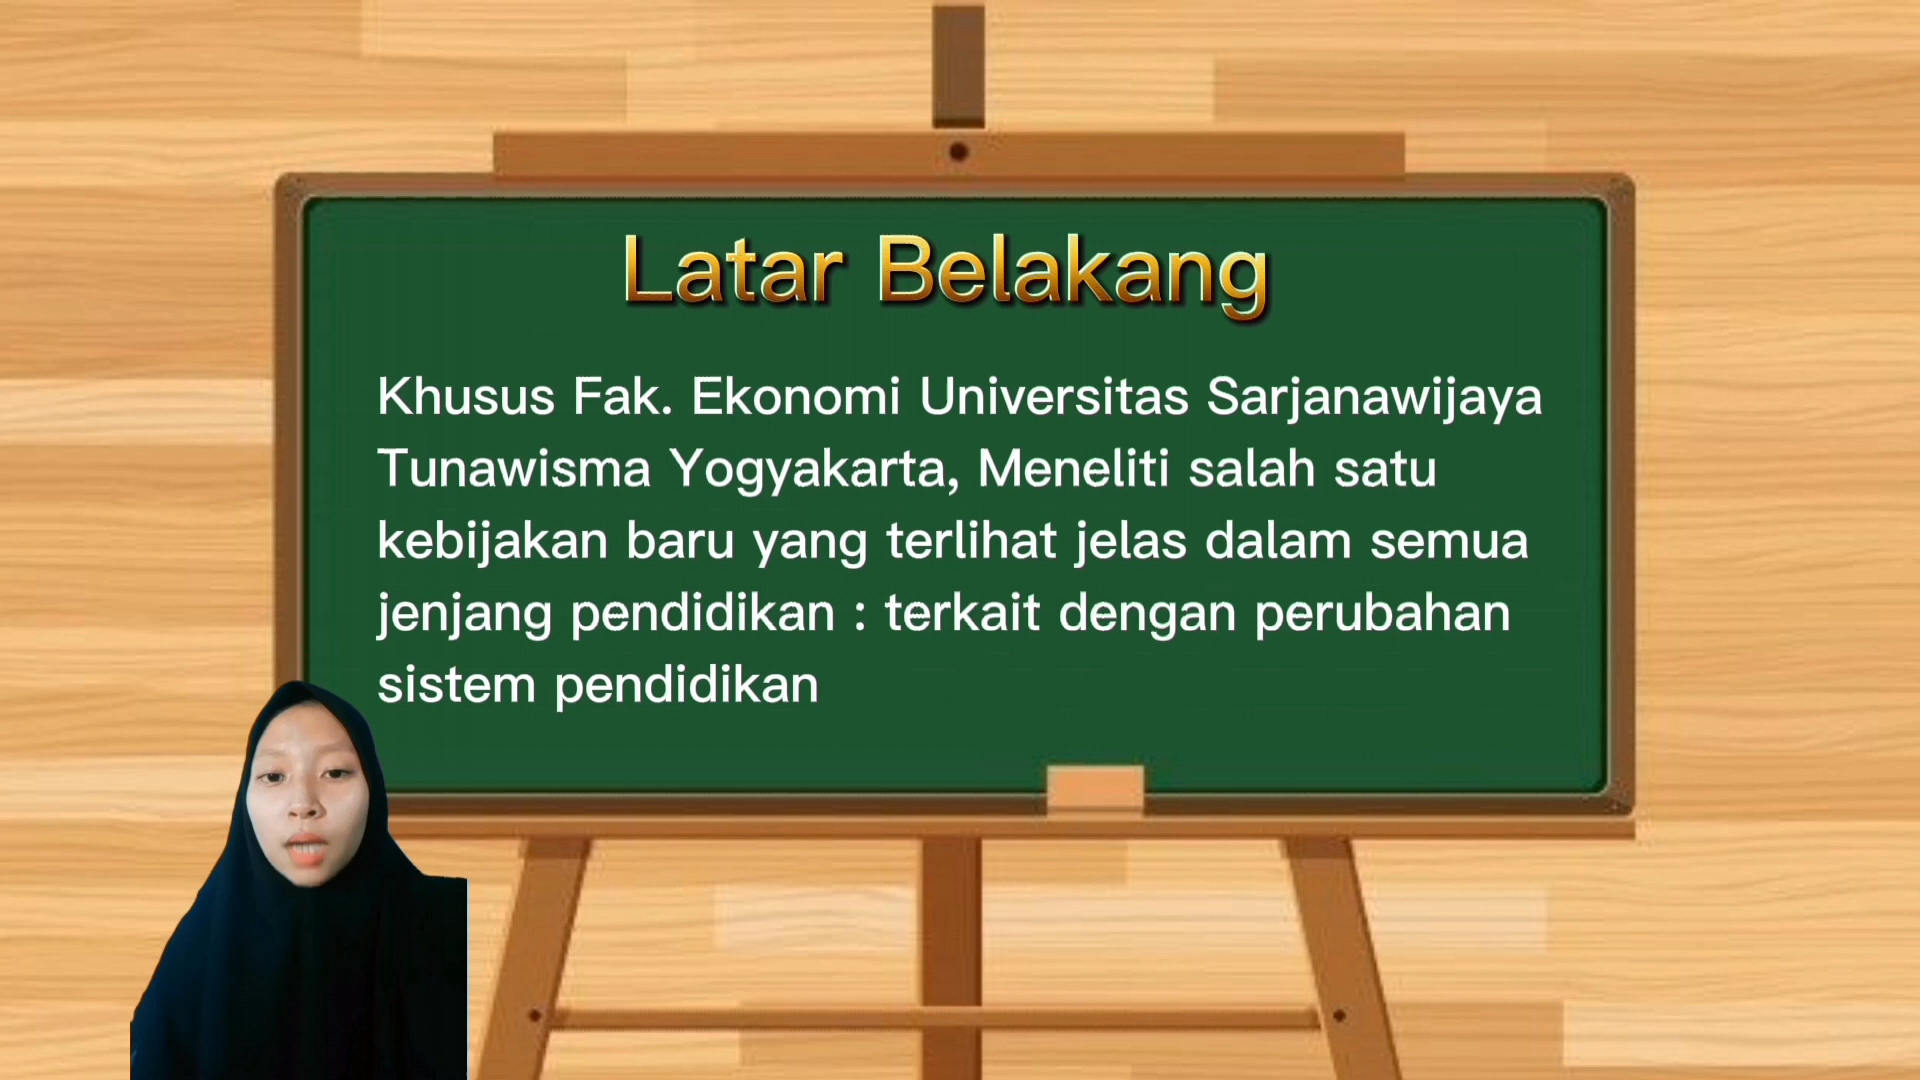 Latar Belakang
Khusus Fak. Ekonomi Universitas Sarjanawijaya
Tunawisma Yogyakarta, Meneliti salah satu
kebijakan baru yang terlihat jelas dalam semua
jenjang pendidikan : terkait dengan perubahan
sistem pendidikan